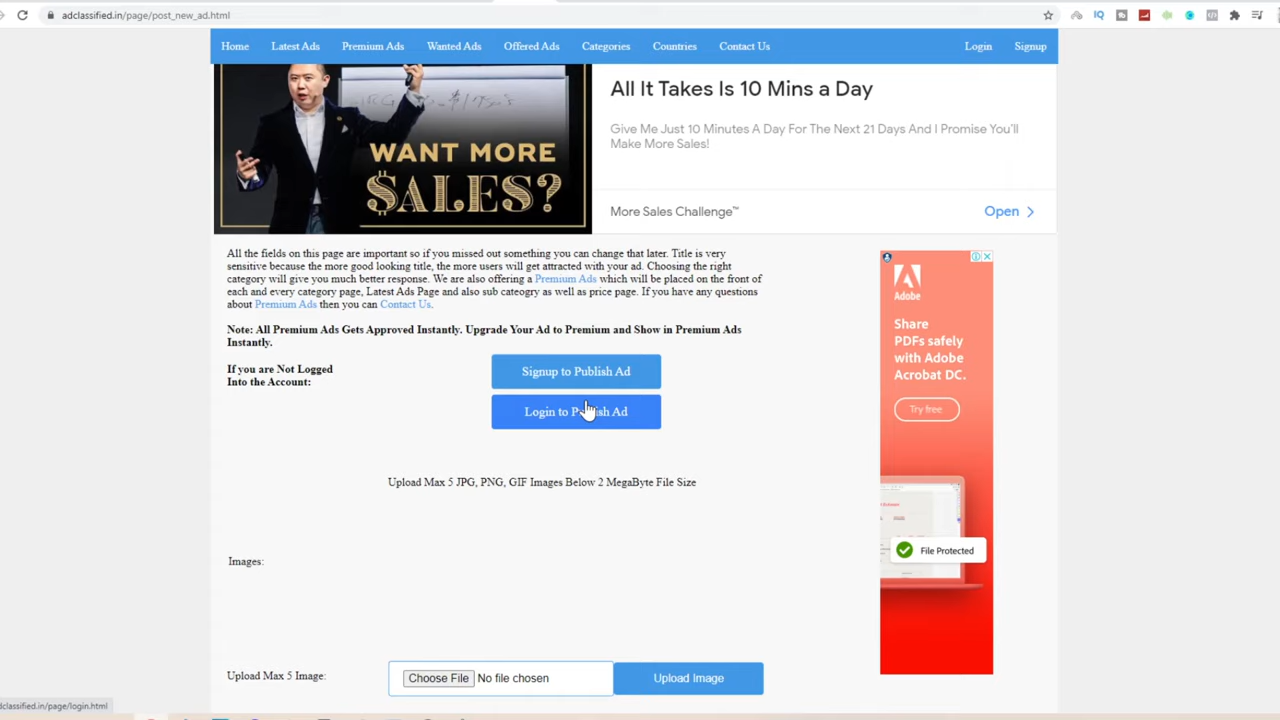 adclassified.in/page/post_new_ad.html
Home Latest Ads Premium Ads Wanted Ads Offered Ads Categories Countries Contact Us Login Signup
WANT MORE
$ALES?
All It Takes Is 10 Mins a Day
Give Me Just 10 Minutes A Day For The Next 21 Days And I Promise You'll
Make More Sales!
More Sales Challenge™
Open
All the fields on this page are important so if you missed out something you can change that later. Title is very
sensitive because the more good looking title, the more users will get attracted with your ad. Choosing the right
category will give you much better response. We are also offering a Premium Ads which will be placed on the front of
each and every category page, Latest Ads Page and also sub cateogry as well as price page. If you have any questions
about Premium Ads then you can Contact Us.
Note: All Premium Ads Gets Approved Instantly. Upgrade Your Ad to Premium and Show in Premium Ads
Instantly.
If you are Not Logged
Into the Account:
Signup to Publish Ad
Login to Publish Ad
Upload Max 5 JPG, PNG, GIF Images Below 2 MegaByte File Size
Images:
Upload Max 5 Image:
Choose File No file chosen
Upload Image
Adobe
Share
PDFs safely
with Adobe
Acrobat DC.
Try free
File Protected
dclassified.in/page/login.html